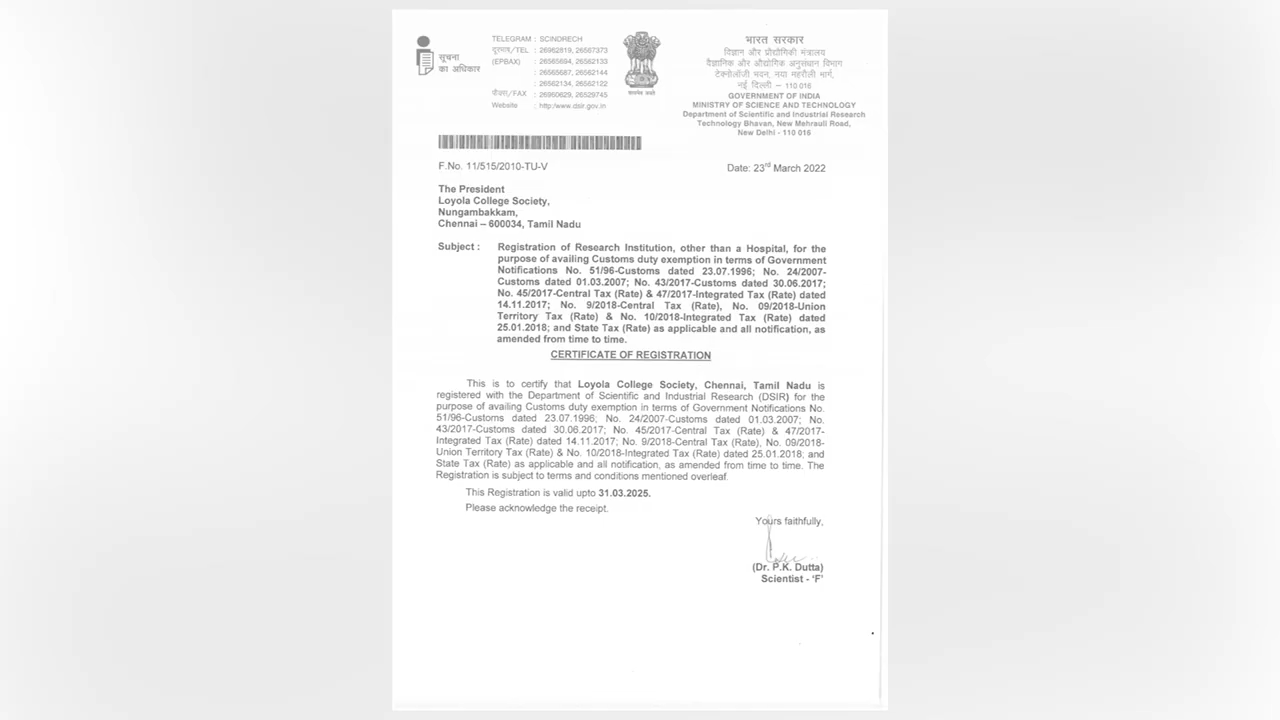 सूचना
का अधिकार
TELEGRAM : SCINDRECH
दूरभाष/TEL : 26962819, 26567373
(EPBAX) : 26565694, 26562133
: 26565687, 26562144
: 26562134, 26562122
फैक्स/FAX : 26960629, 26529745
Website : http:/www.dsir.gov.in
सत्यमेव जयते
भारत सरकार
विज्ञान और प्रौद्योगिकी मंत्रालय
वैज्ञानिक और औद्योगिक अनुसंधान विभाग
टेक्नोलॉजी भवन, नया महरौली मार्ग,
नई दिल्ली – 110 016
GOVERNMENT OF INDIA
MINISTRY OF SCIENCE AND TECHNOLOGY
Department of Scientific and Industrial Research
Technology Bhavan, New Mehrauli Road,
New Delhi - 110 016
F.No. 11/515/2010-TU-V
Date: 23rd March 2022
The President
Loyola College Society,
Nungambakkam,
Chennai – 600034, Tamil Nadu
Subject : Registration of Research Institution, other than a Hospital, for the
purpose of availing Customs duty exemption in terms of Government
Notifications No. 51/96-Customs dated 23.07.1996; No. 24/2007-
Customs dated 01.03.2007; No. 43/2017-Customs dated 30.06.2017;
No. 45/2017-Central Tax (Rate) & 47/2017-Integrated Tax (Rate) dated
14.11.2017; No. 9/2018-Central Tax (Rate), No. 09/2018-Union
Territory Tax (Rate) & No. 10/2018-Integrated Tax (Rate) dated
25.01.2018; and State Tax (Rate) as applicable and all notification, as
amended from time to time.
CERTIFICATE OF REGISTRATION
This is to certify that Loyola College Society, Chennai, Tamil Nadu is
registered with the Department of Scientific and Industrial Research (DSIR) for the
purpose of availing Customs duty exemption in terms of Government Notifications No.
51/96-Customs dated 23.07.1996; No. 24/2007-Customs dated 01.03.2007; No.
43/2017-Customs dated 30.06.2017; No. 45/2017-Central Tax (Rate) & 47/2017-
Integrated Tax (Rate) dated 14.11.2017; No. 9/2018-Central Tax (Rate), No. 09/2018-
Union Territory Tax (Rate) & No. 10/2018-Integrated Tax (Rate) dated 25.01.2018; and
State Tax (Rate) as applicable and all notification, as amended from time to time. The
Registration is subject to terms and conditions mentioned overleaf.
This Registration is valid upto 31.03.2025.
Please acknowledge the receipt.
Yours faithfully,
(Dr. P.K. Dutta)
Scientist - 'F'